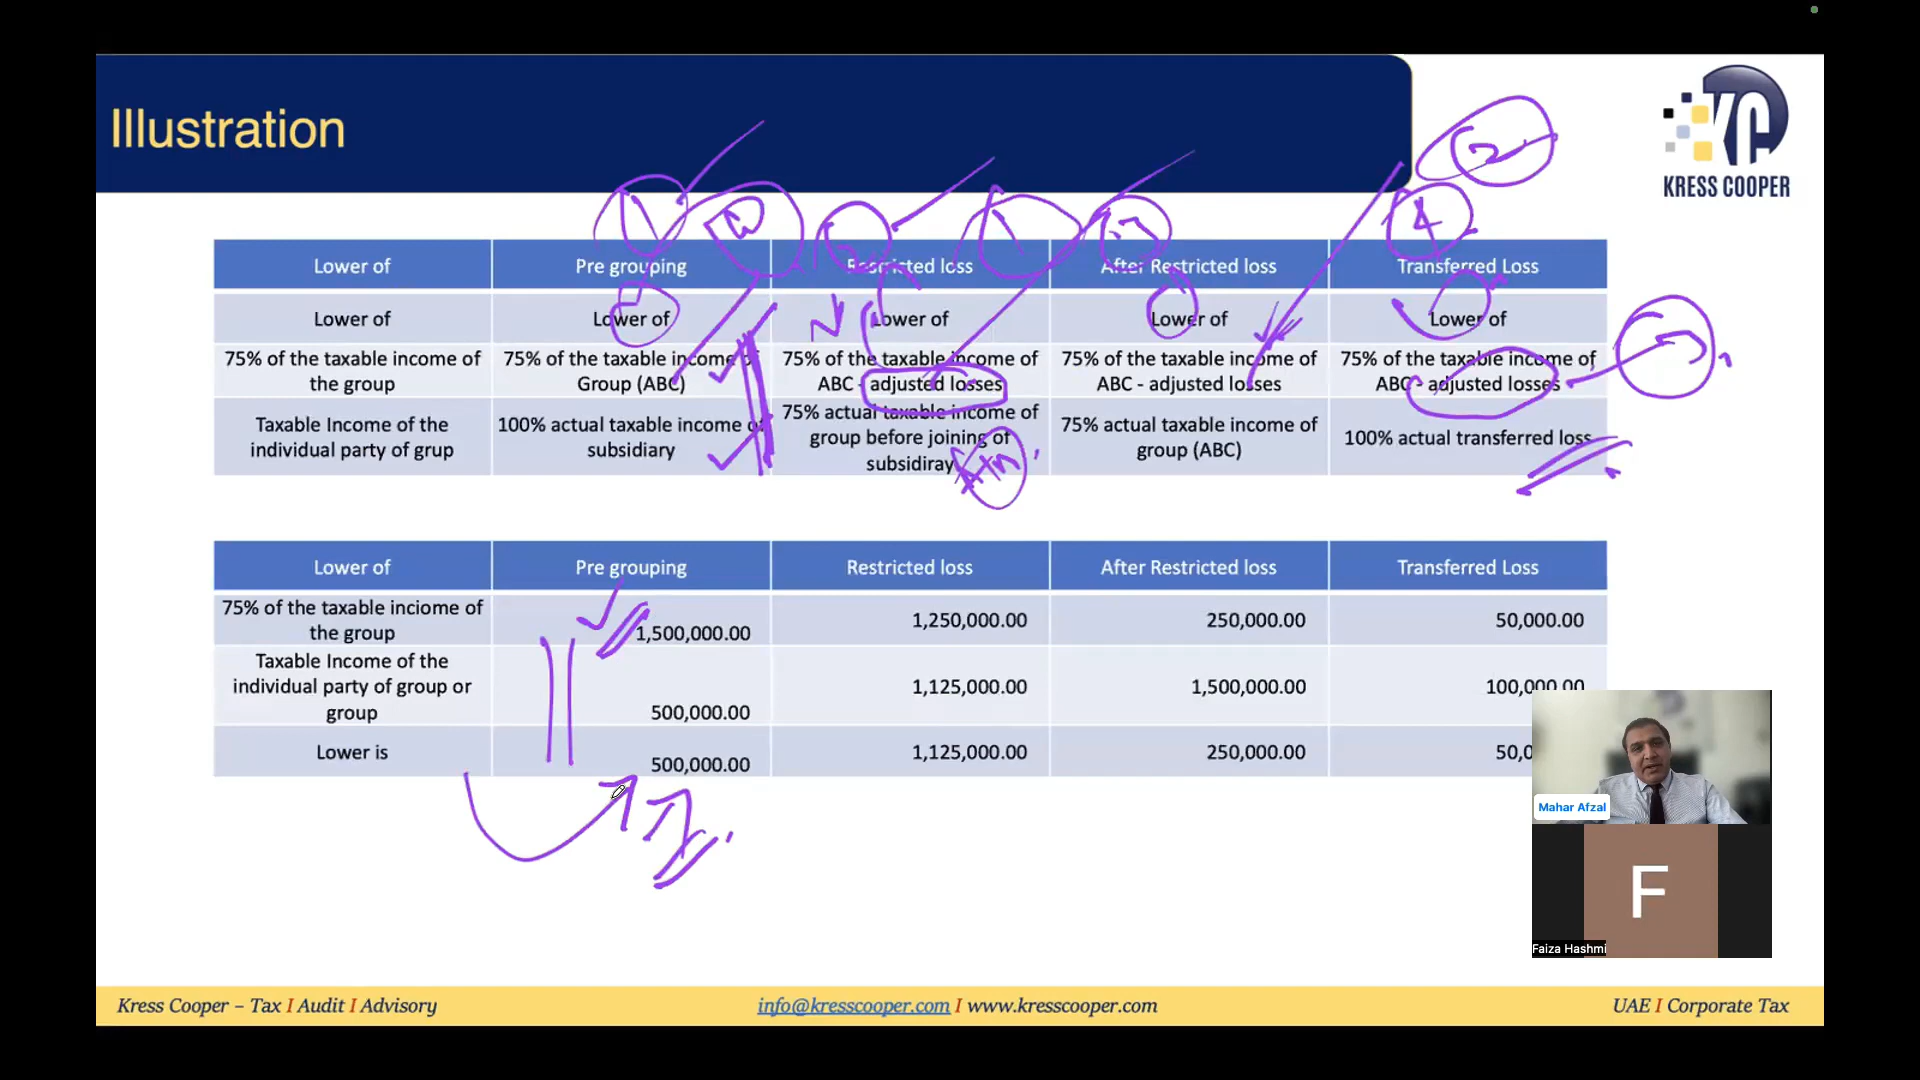 Illustration
KC
KRESS COOPER
Lower of
Pre grouping
Restricted loss
After Restricted loss
Transferred Loss
Lower of
Lower of
Lower of
Lower of
Lower of
75% of the taxable income of
the group
75% of the taxable income of
Group (ABC)
75% of the taxable income of
ABC - adjusted losses
75% of the taxable income of
ABC - adjusted losses
75% of the taxable income of
ABC - adjusted losses
Taxable Income of the
individual party of grup
100% actual taxable income of
subsidiary
75% actual taxable income of
group before joining of
subsidiray
75% actual taxable income of
group (ABC)
100% actual transferred loss
Lower of
Pre grouping
Restricted loss
After Restricted loss
Transferred Loss
75% of the taxable inciome of
the group
1,500,000.00
1,250,000.00
250,000.00
50,000.00
Taxable Income of the
individual party of group or
group
500,000.00
1,125,000.00
1,500,000.00
100,000.00
Lower is
500,000.00
1,125,000.00
250,000.00
50,0
Mahar Afzal
F
Faiza Hashmi
Kress Cooper – Tax I Audit I Advisory
info@kresscooper.com I www.kresscooper.com
UAE I Corporate Tax